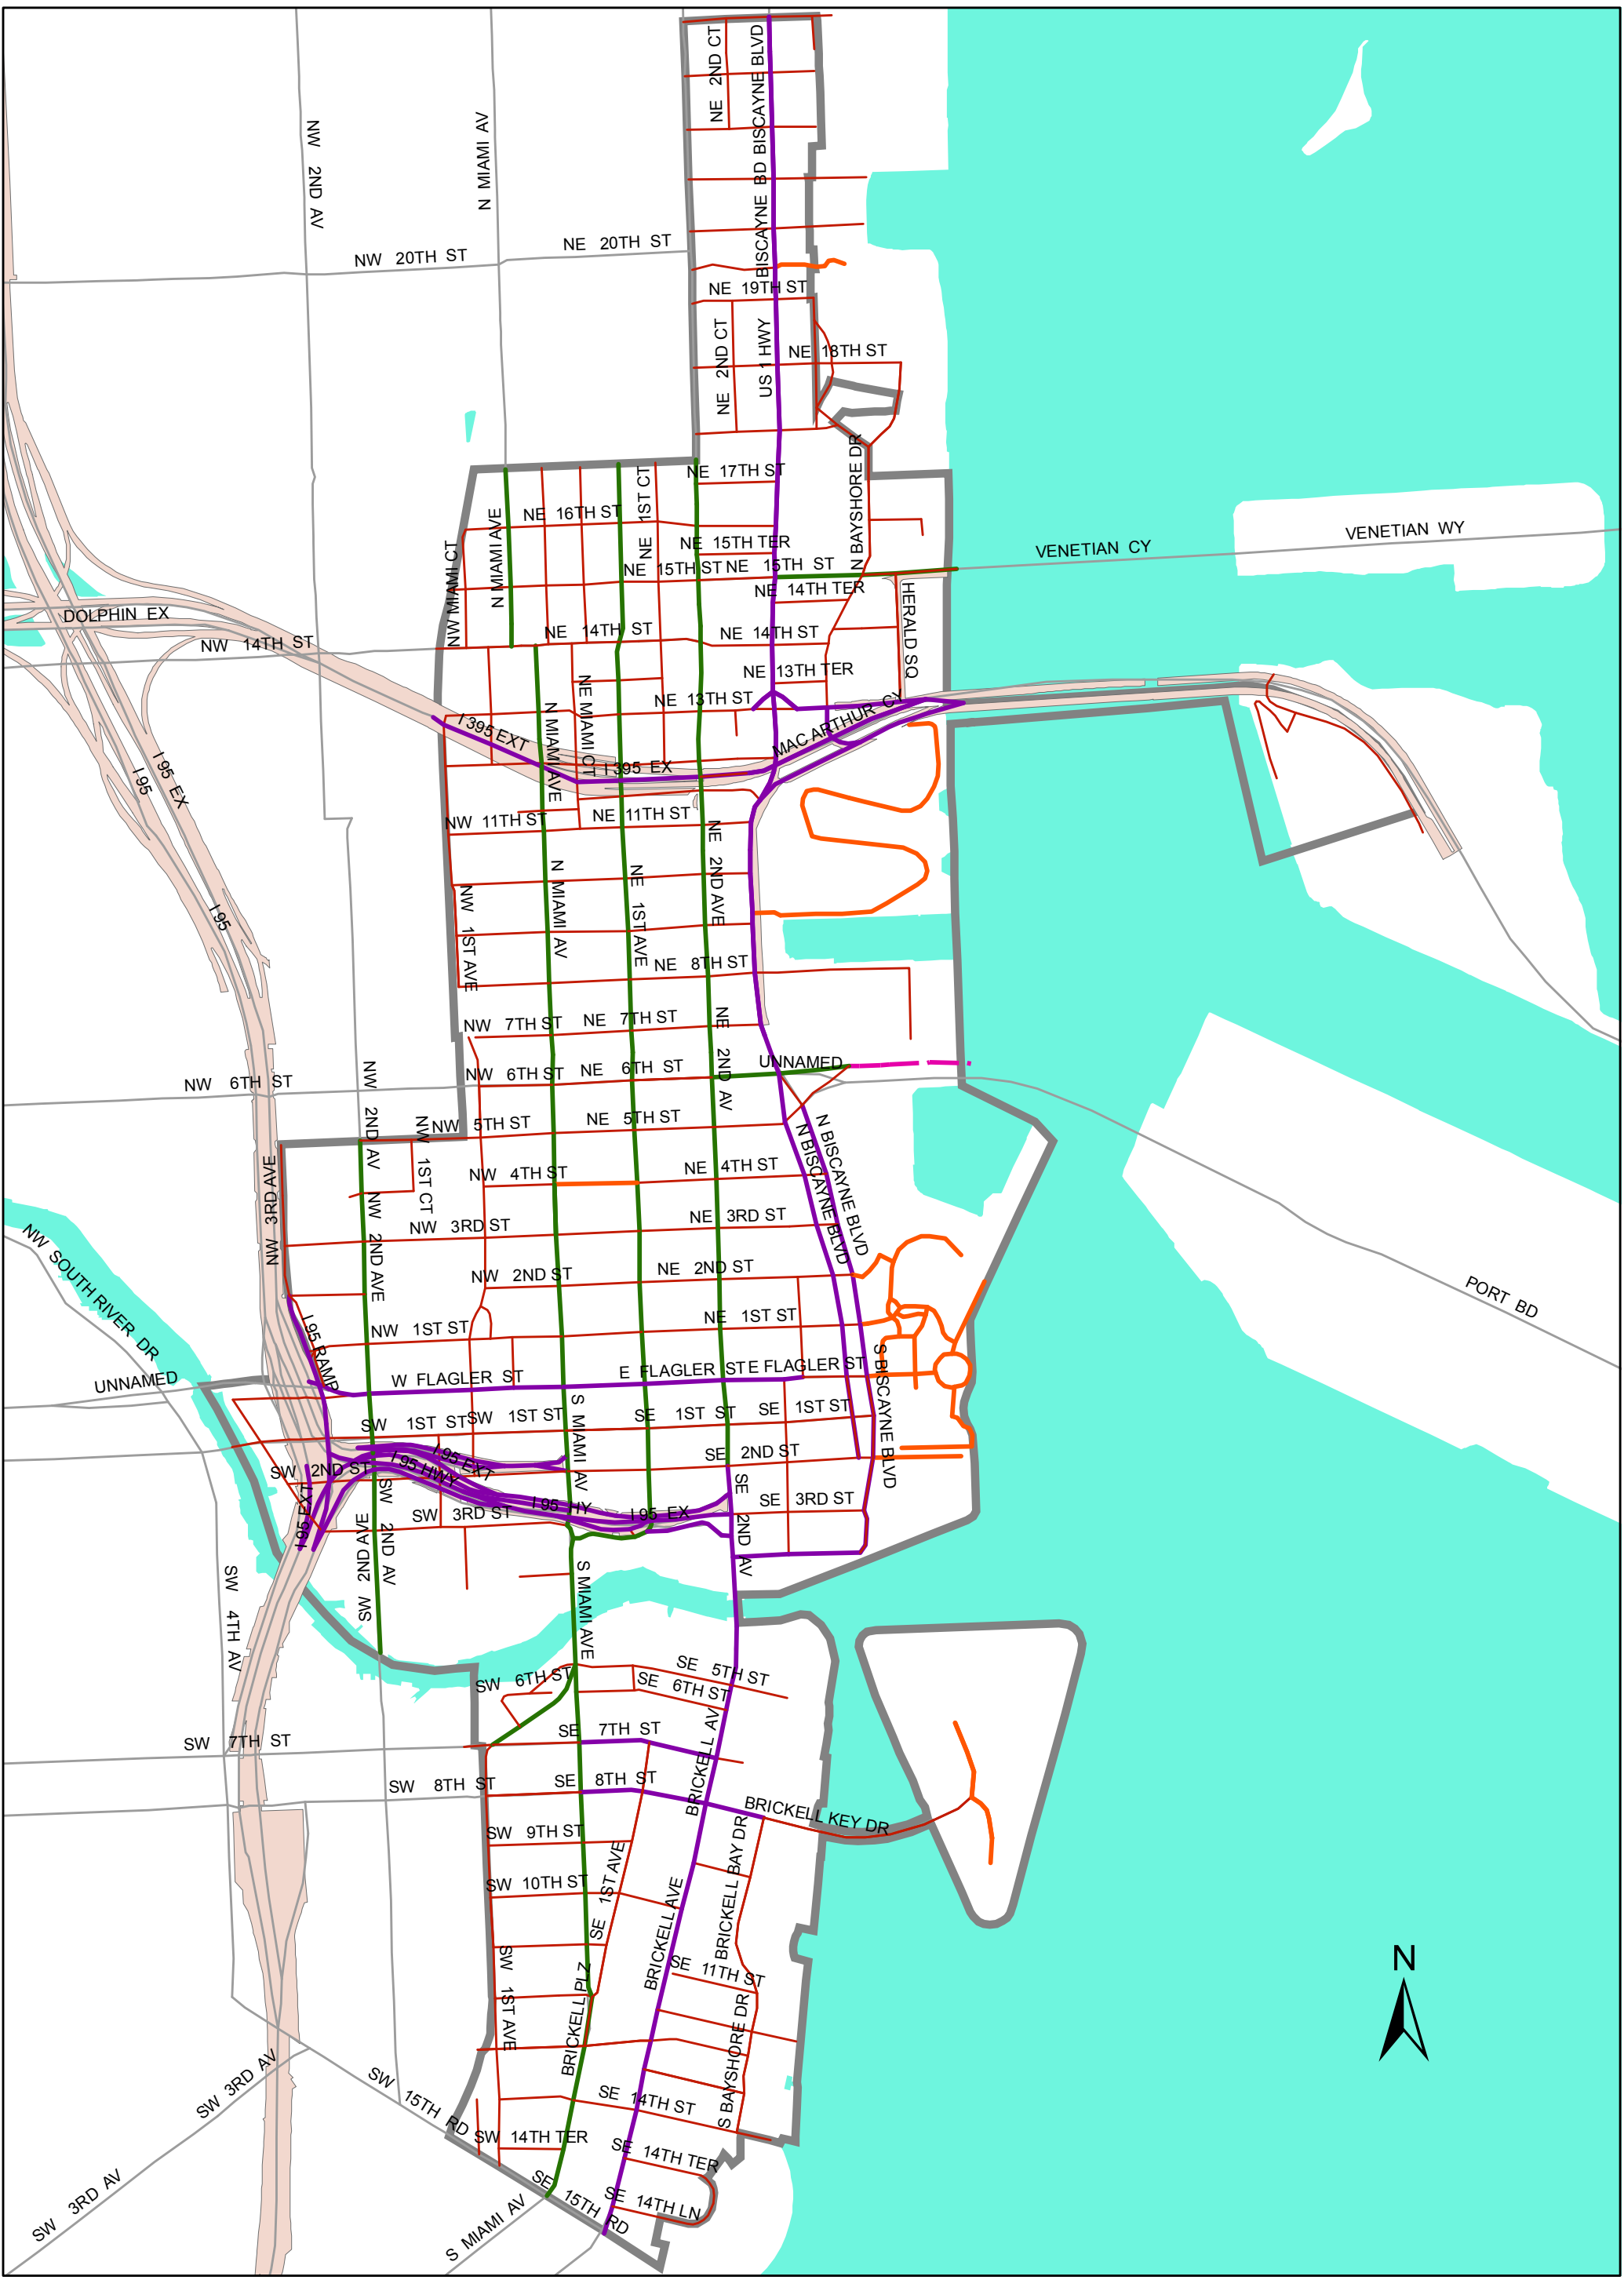 NE 2ND CT
BISCAYNE BD BISCAYNE BLVD
NW 2ND AV
N MIAMI AV
NW 20TH ST
NE 20TH ST
NE 19TH ST
NE 2ND CT
US 1 HWY
NE 18TH ST
N BAYSHORE DR
NE 17TH ST
NE 1ST CT
NE 16TH ST
N MIAMI AVE
NW MIAMI CT
NE 15TH TER
NE 15TH ST
NE 15TH ST
VENETIAN CY
VENETIAN WY
NE 14TH TER
HERALD SQ
DOLPHIN EX
NW 14TH ST
NE 14TH ST
NE 14TH ST
NE 13TH TER
NE 13TH ST
NE MIAMI CT
N MIAMI AVE
I 395 EXT
I 395 EX
MAC ARTHUR CY
I 95
I 95 EX
NW 11TH ST
NE 11TH ST
NE 2ND AVE
N MIAMI AV
NE 1ST AVE
NW 1ST AVE
I 95
NE 8TH ST
NW 7TH ST
NE 7TH ST
NE 2ND AV
UNNAMED
NW 6TH ST
NW 6TH ST
NE 6TH ST
NW 2ND AV
NW 1ST CT
NW 5TH ST
NE 5TH ST
N BISCAYNE BLVD
N BISCAYNE BLVD
NW 3RD AVE
NW 4TH ST
NE 4TH ST
NW 2ND AVE
NW 3RD ST
NE 3RD ST
NW SOUTH RIVER DR
NW 2ND ST
NE 2ND ST
PORT BD
I 95 RAMP
NW 1ST ST
NE 1ST ST
UNNAMED
W FLAGLER ST
E FLAGLER ST
E FLAGLER ST
S BISCAYNE BLVD
SW 1ST ST
SW 1ST ST
S MIAMI AV
SE 1ST ST
SE 1ST ST
I 95 EXT
I 95 HWY
SW 2ND ST
SE 2ND ST
I 95 EXT
I 95 HY
I 95 EX
SW 3RD ST
SE 3RD ST
SE 2ND AV
SW 2ND AVE
SW 2ND AV
SW 4TH AV
S MIAMI AVE
SW 6TH ST
SE 5TH ST
SE 6TH ST
SW 7TH ST
SE 7TH ST
BRICKELL AV
SW 8TH ST
SE 8TH ST
BRICKELL KEY DR
SW 9TH ST
SE 1ST AVE
BRICKELL BAY DR
SW 10TH ST
BRICKELL AVE
SW 1ST AVE
SE 11TH ST
BRICKELL PLZ
S BAYSHORE DR
N
SW 3RD AV
SW 15TH RD
SE 14TH ST
SW 14TH TER
SE 14TH TER
SW 3RD AV
S MIAMI AV
SE 15TH RD
SE 14TH LN